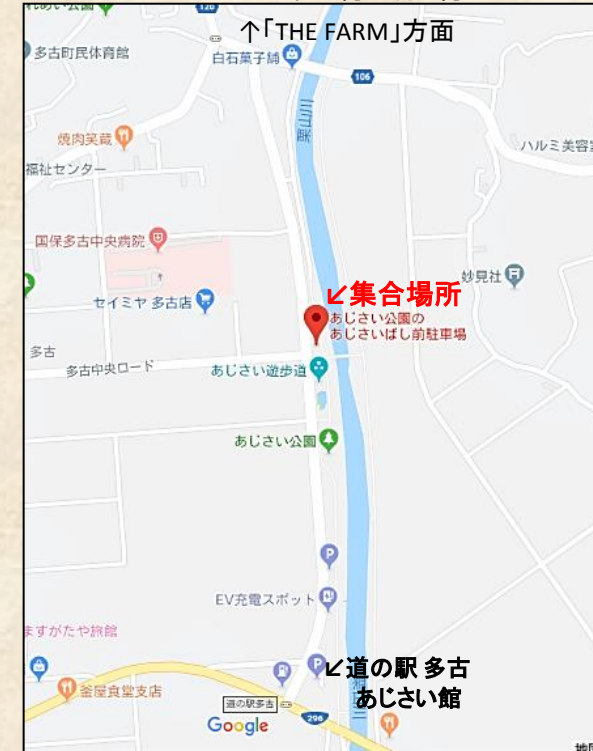 120
↑「THE FARM」方面
多古町民体育館
白石菓子舗
106
焼肉笑蔵
ハルミ美容室
福祉センター
国保多古中央病院
妙見社
↙集合場所
セイミヤ 多古店
あじさい公園の
あじさいばし前駐車場
多古
多古中央ロード
あじさい遊歩道
あじさい公園
P
EV充電スポット
ますがたや旅館
P
↙道の駅 多古
あじさい館
釜屋食堂支店
道の駅多古
Google
296